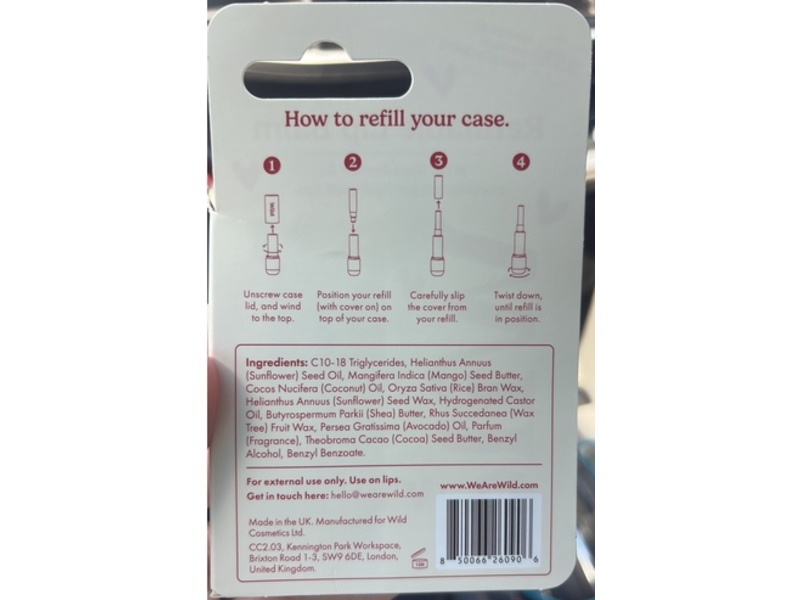 How to refill your case.
1 2 3 4
WILD
Unscrew case
lid, and wind
to the top.
Position your refill
(with cover on) on
top of your case.
Carefully slip
the cover from
your refill.
Twist down,
until refill is
in position.
Ingredients: C10-18 Triglycerides, Helianthus Annuus
(Sunflower) Seed Oil, Mangifera Indica (Mango) Seed Butter,
Cocos Nucifera (Coconut) Oil, Oryza Sativa (Rice) Bran Wax,
Helianthus Annuus (Sunflower) Seed Wax, Hydrogenated Castor
Oil, Butyrospermum Parkii (Shea) Butter, Rhus Succedanea (Wax
Tree) Fruit Wax, Persea Gratissima (Avocado) Oil, Parfum
(Fragrance), Theobroma Cacao (Cocoa) Seed Butter, Benzyl
Alcohol, Benzyl Benzoate.
For external use only. Use on lips.
Get in touch here: hello@wearewild.com
www.WeAreWild.com
Made in the UK. Manufactured for Wild
Cosmetics Ltd.
CC2.03, Kennington Park Workspace,
Brixton Road 1-3, SW9 6DE, London,
United Kingdom.
8 50066 26090 6